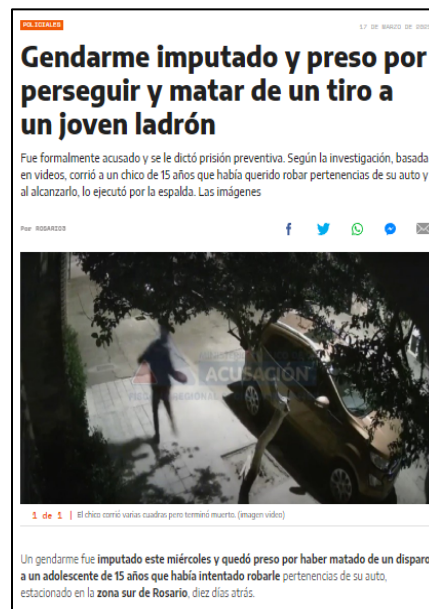 POLICIALES
17 DE MARZO DE
Gendarme imputado y preso por
perseguir y matar de un tiro a
un joven ladrón
Fue formalmente acusado y se le dictó prisión preventiva. Según la investigación, basada
en videos, corrió a un chico de 15 años que había querido robar pertenencias de su auto y
al alcanzarlo, lo ejecutó por la espalda. Las imágenes
Por ROSARIO3
ACUSACIÓN
REGIONAL
1 de 1 | El chico corrió varias cuadras pero terminó muerto. (imagen video)
Un gendarme fue imputado este miércoles y quedó preso por haber matado de un disparo
a un adolescente de 15 años que había intentado robarle pertenencias de su auto,
estacionado en la zona sur de Rosario, diez días atrás.